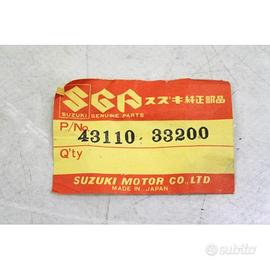 SGP スズキ純正部品
SUZUKI GENUINE PARTS
P/No. 43110 33200
Q'ty
SUZUKI MOTOR CO.,LTD
MADE IN JAPAN
subito